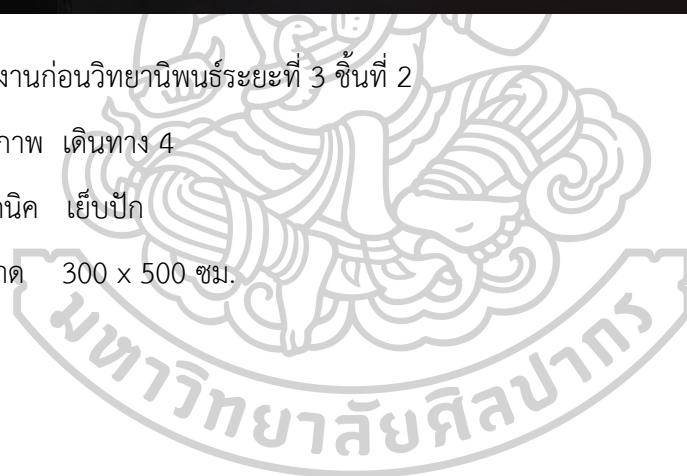 งานก่อนวิทยานิพนธ์ระยะที่ 3 ชิ้นที่ 2
ภาพ เดินทาง 4
นิค เย็บปัก
าด 300 x 500 ซม.
มหาวิทยาลัยศิลปากร